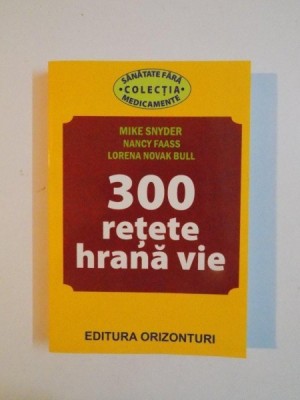 SĂNĂTATE FĂRĂ
• COLECȚIA •
MEDICAMENTE
MIKE SNYDER
NANCY FAASS
LORENA NOVAK BULL
300
rețete
hrană vie
EDITURA ORIZONTURI